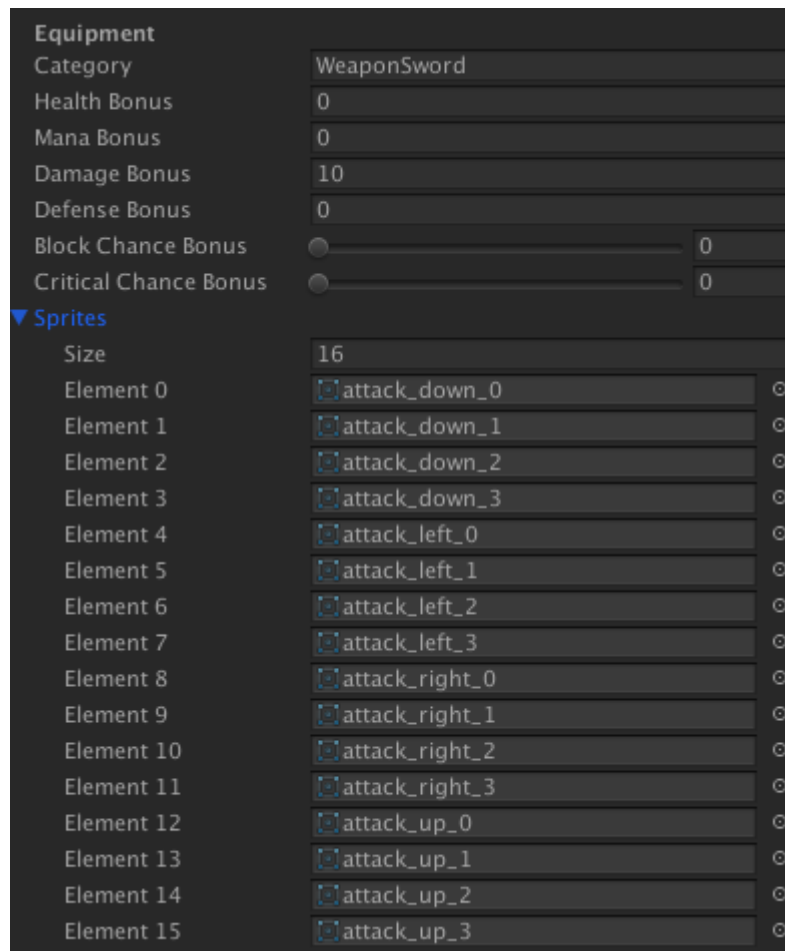 Equipment
Category WeaponSword
Health Bonus 0
Mana Bonus 0
Damage Bonus 10
Defense Bonus 0
Block Chance Bonus 0
Critical Chance Bonus 0
Sprites
Size 16
Element 0 attack_down_0
Element 1 attack_down_1
Element 2 attack_down_2
Element 3 attack_down_3
Element 4 attack_left_0
Element 5 attack_left_1
Element 6 attack_left_2
Element 7 attack_left_3
Element 8 attack_right_0
Element 9 attack_right_1
Element 10 attack_right_2
Element 11 attack_right_3
Element 12 attack_up_0
Element 13 attack_up_1
Element 14 attack_up_2
Element 15 attack_up_3